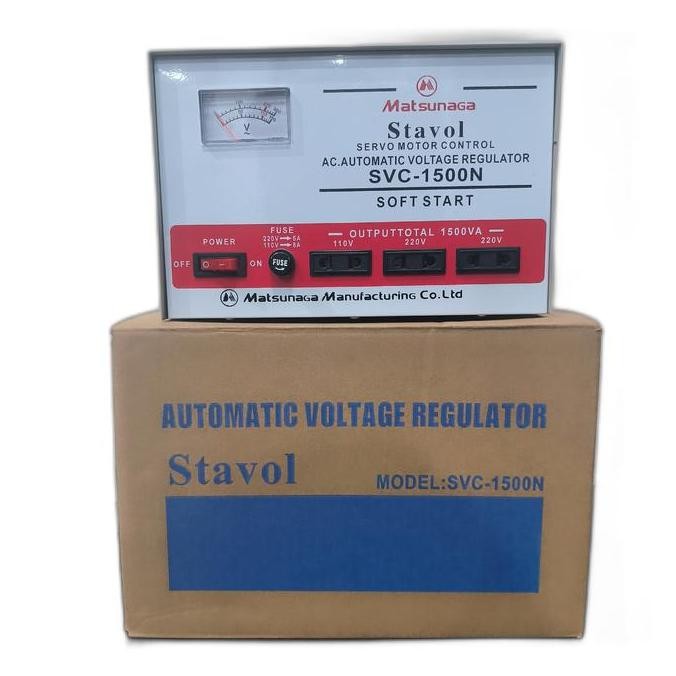 Matsunaga
Stavol
SERVO MOTOR CONTROL
AC.AUTOMATIC VOLTAGE REGULATOR
SVC-1500N
SOFT START
V
POWER
OFF
ON
FUSE
220V→5A
110V→8A
FUSE
OUTPUTTOTAL 1500VA
110V 220V 220V
Matsunaga Manufacturing Co.Ltd
AUTOMATIC VOLTAGE REGULATOR
Stavol
MODEL:SVC-1500N